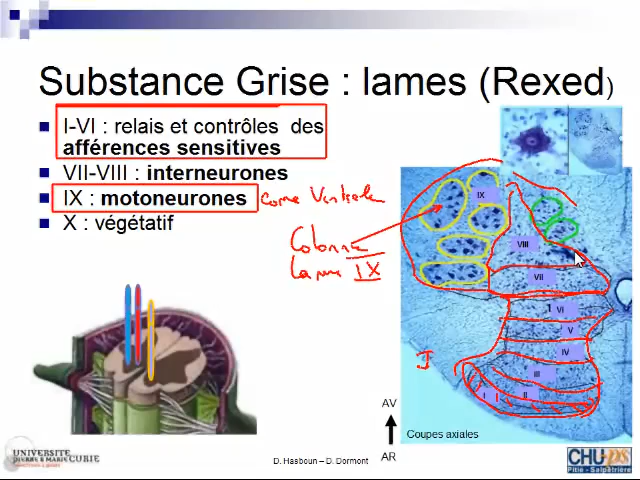 Substance Grise : lames (Rexed)
I-VI : relais et contrôles des
afférences sensitives
VII-VIII : interneurones
IX : motoneurones
corne Ventrale
X : végétatif
Colonne
Lame IX
IX
VIII
VII
VI
V
IV
III
I
II
I
AV
AR
Coupes axiales
UNIVERSITE
PIERRE & MARIE CURIE
D. Hasboun – D. Dormont
CHU-ps
Pitié - Salpêtrière